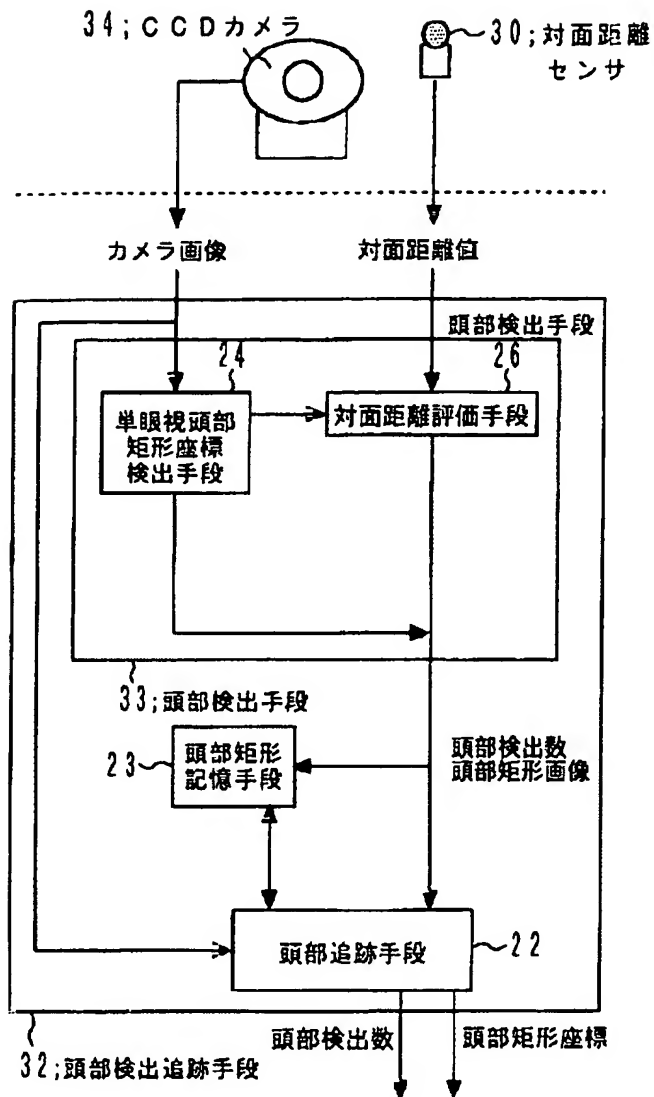 34;CCDカメラ
30;対面距離
センサ
カメラ画像
対面距離値
頭部検出手段
24
26
単眼視頭部
矩形座標
検出手段
対面距離評価手段
33;頭部検出手段
23
頭部矩形
記憶手段
頭部検出数
頭部矩形画像
頭部追跡手段
22
頭部検出数
頭部矩形座標
32;頭部検出追跡手段